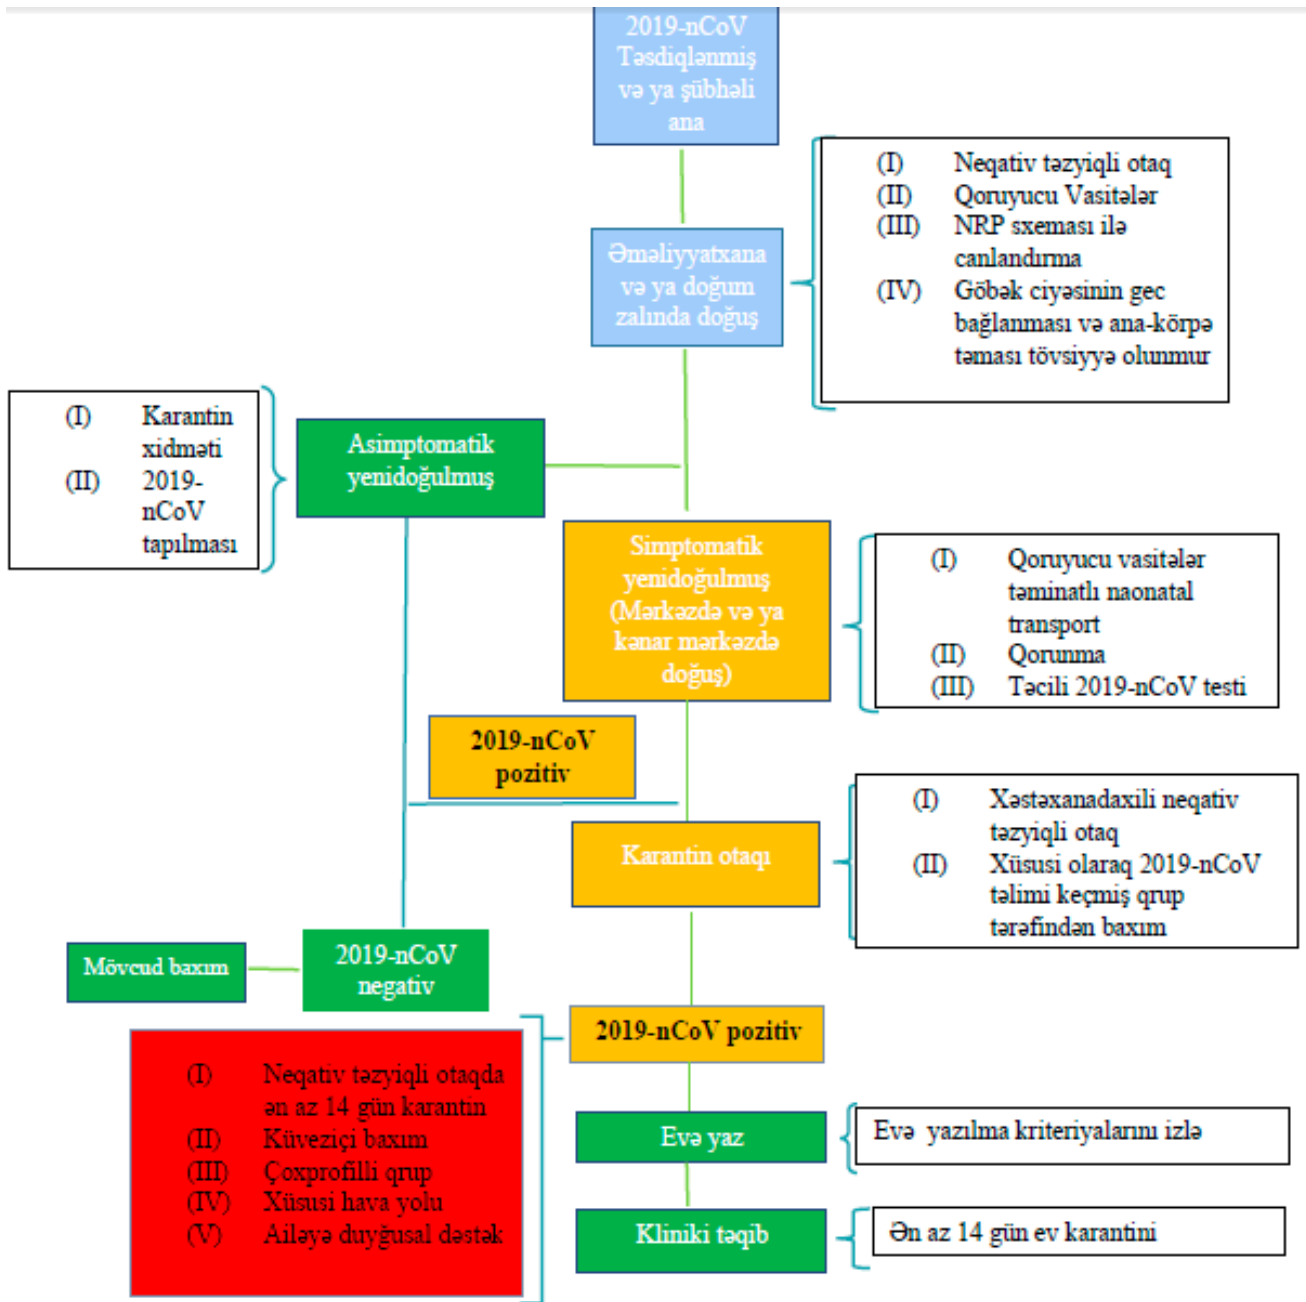 2019-nCoV
Təsdiqlənmiş
və ya şübhəli
ana
(I) Neqativ təzyiqli otaq
(II) Qoruyucu Vasitələr
(III) NRP sxeması ilə
canlandırma
(IV) Göbək ciyəsinin gec
bağlanması və ana-körpə
təması tövsiyyə olunmur
Əməliyyatxana
və ya doğum
zalında doğuş
(I) Karantin
xidməti
(II) 2019-
nCoV
tapılması
Asimptomatik
yenidoğulmuş
Simptomatik
yenidoğulmuş
(Mərkəzdə və ya
kənar mərkəzdə
doğuş)
(I) Qoruyucu vasitələr
təminatlı naonatal
transport
(II) Qorunma
(III) Təcili 2019-nCoV testi
2019-nCoV
pozitiv
Karantin otaqı
(I) Xəstəxanadaxili neqativ
təzyiqli otaq
(II) Xüsusi olaraq 2019-nCoV
təlimi keçmiş qrup
tərəfindən baxım
Mövcud baxım
2019-nCoV
negativ
2019-nCoV pozitiv
(I) Neqativ təzyiqli otaqda
ən az 14 gün karantin
(II) Küveziçi baxım
(III) Çoxprofilli qrup
(IV) Xüsusi hava yolu
(V) Ailəyə duyğusal dəstək
Evə yaz
Evə yazılma kriteriyalarını izlə
Kliniki təqib
Ən az 14 gün ev karantini